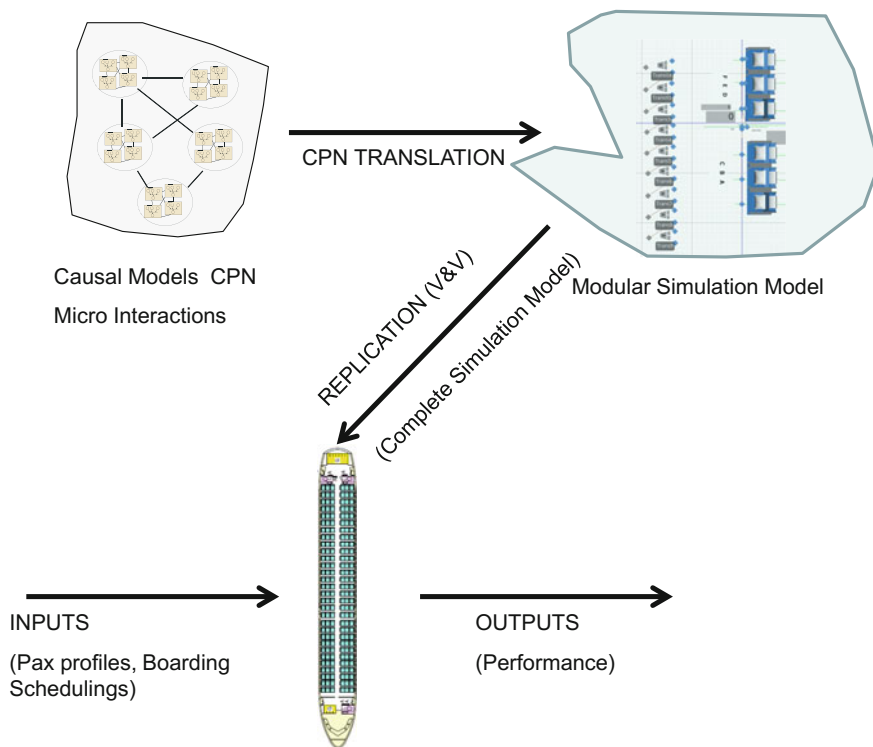 CPN TRANSLATION
Causal Models CPN
Micro Interactions
F E D
0
C B A
Modular Simulation Model
REPLICATION (V&V)
(Complete Simulation Model)
INPUTS
(Pax profiles, Boarding
Schedulings)
OUTPUTS
(Performance)